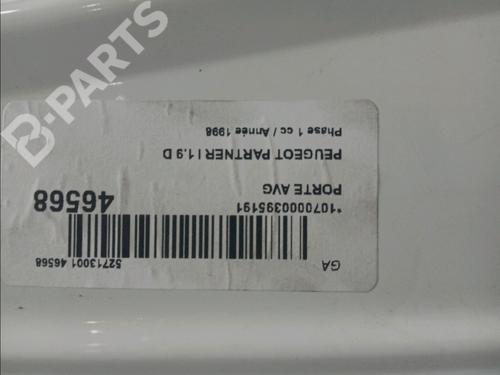 B-PARTS
GA
52713001 46568
*1070000395191
PORTE AVG
46568
PEUGEOT PARTNER I 1.9 D
Phase 1 cc / Année 1998